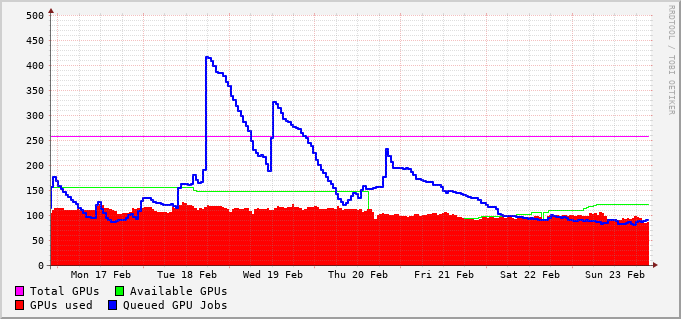 500
450
400
350
300
250
200
150
100
50
0
Mon 17 Feb Tue 18 Feb Wed 19 Feb Thu 20 Feb Fri 21 Feb Sat 22 Feb Sun 23 Feb
Total GPUs Available GPUs
GPUs used Queued GPU Jobs
RRDTOOL / TOBI OETIKER